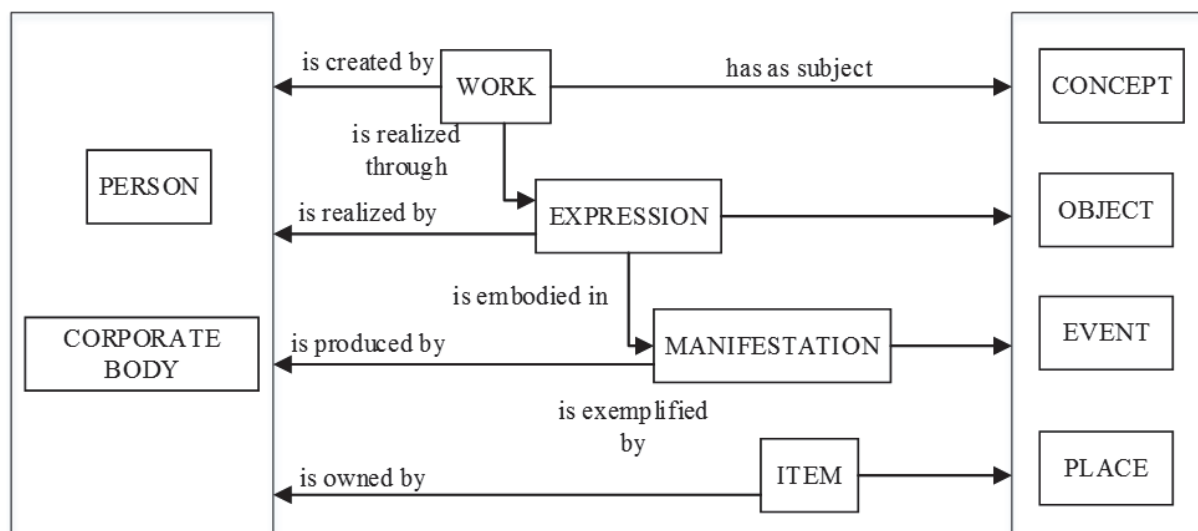 is created by
WORK
has as subject
CONCEPT
is realized
through
PERSON
is realized by
EXPRESSION
OBJECT
is embodied in
EVENT
CORPORATE
BODY
is produced by
MANIFESTATION
is exemplified
by
is owned by
ITEM
PLACE